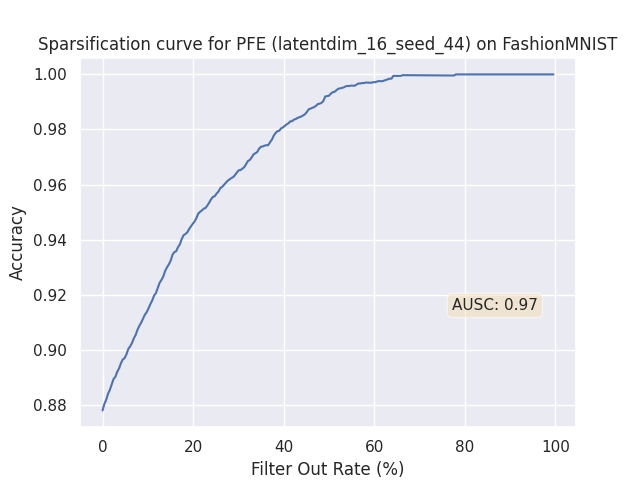 Sparsification curve for PFE (latentdim_16_seed_44) on FashionMNIST
1.00
0.98
0.96
0.94
0.92
0.90
0.88
Accuracy
AUSC: 0.97
0 20 40 60 80 100
Filter Out Rate (%)